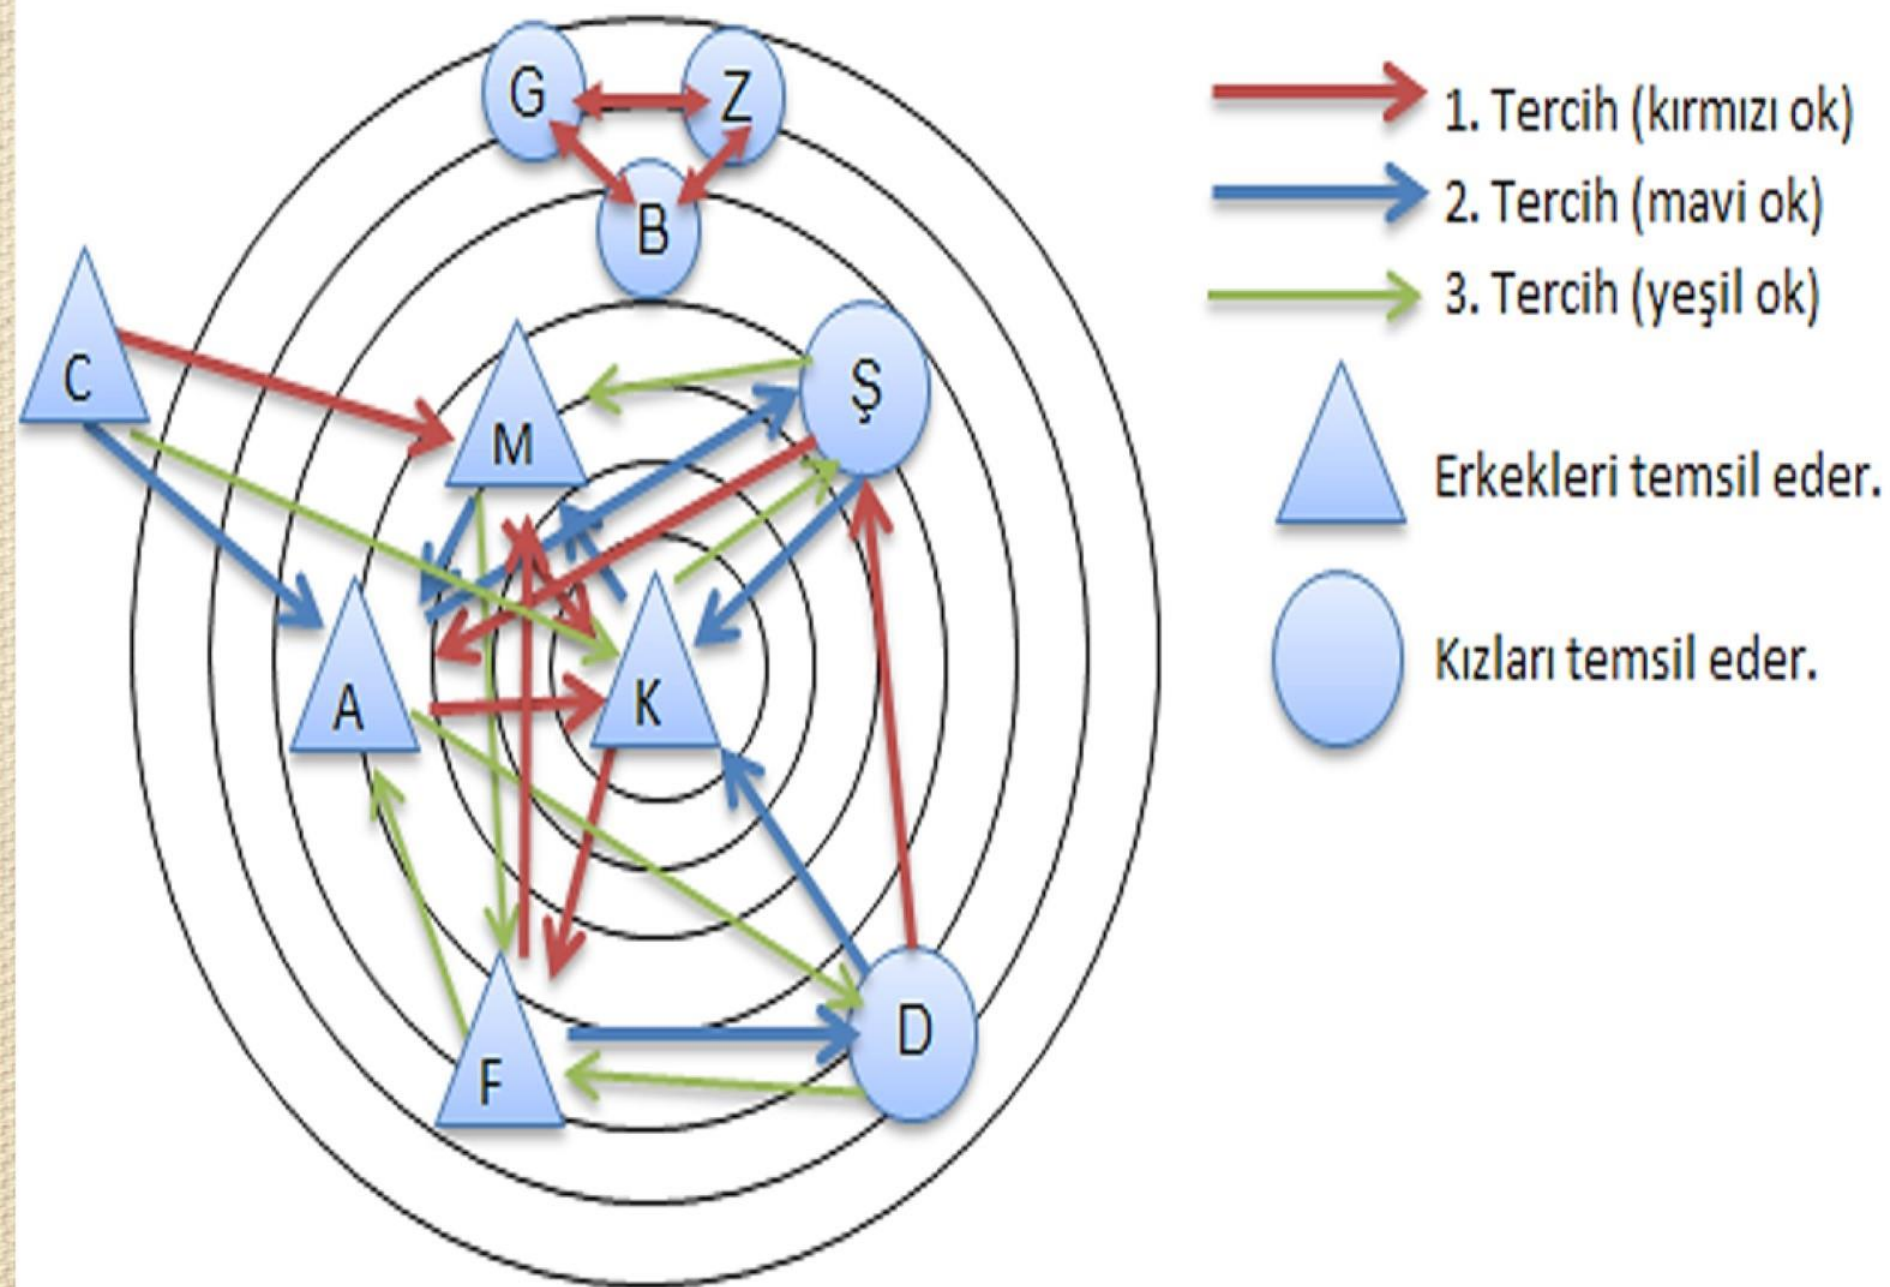 G
Z
B
C
M
Ş
A
K
F
D
1. Tercih (kırmızı ok)
2. Tercih (mavi ok)
3. Tercih (yeşil ok)
Erkekleri temsil eder.
Kızları temsil eder.